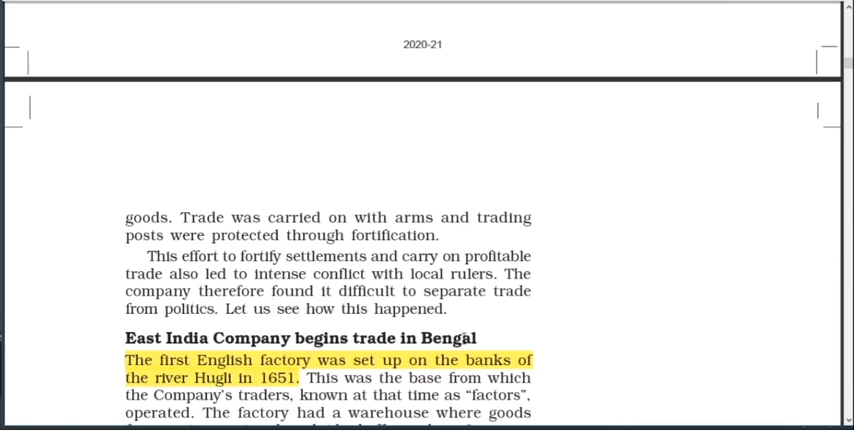 2020-21
goods. Trade was carried on with arms and trading
posts were protected through fortification.
This effort to fortify settlements and carry on profitable
trade also led to intense conflict with local rulers. The
company therefore found it difficult to separate trade
from politics. Let us see how this happened.
East India Company begins trade in Bengal
The first English factory was set up on the banks of
the river Hugli in 1651. This was the base from which
the Company's traders, known at that time as “factors”,
operated. The factory had a warehouse where goods